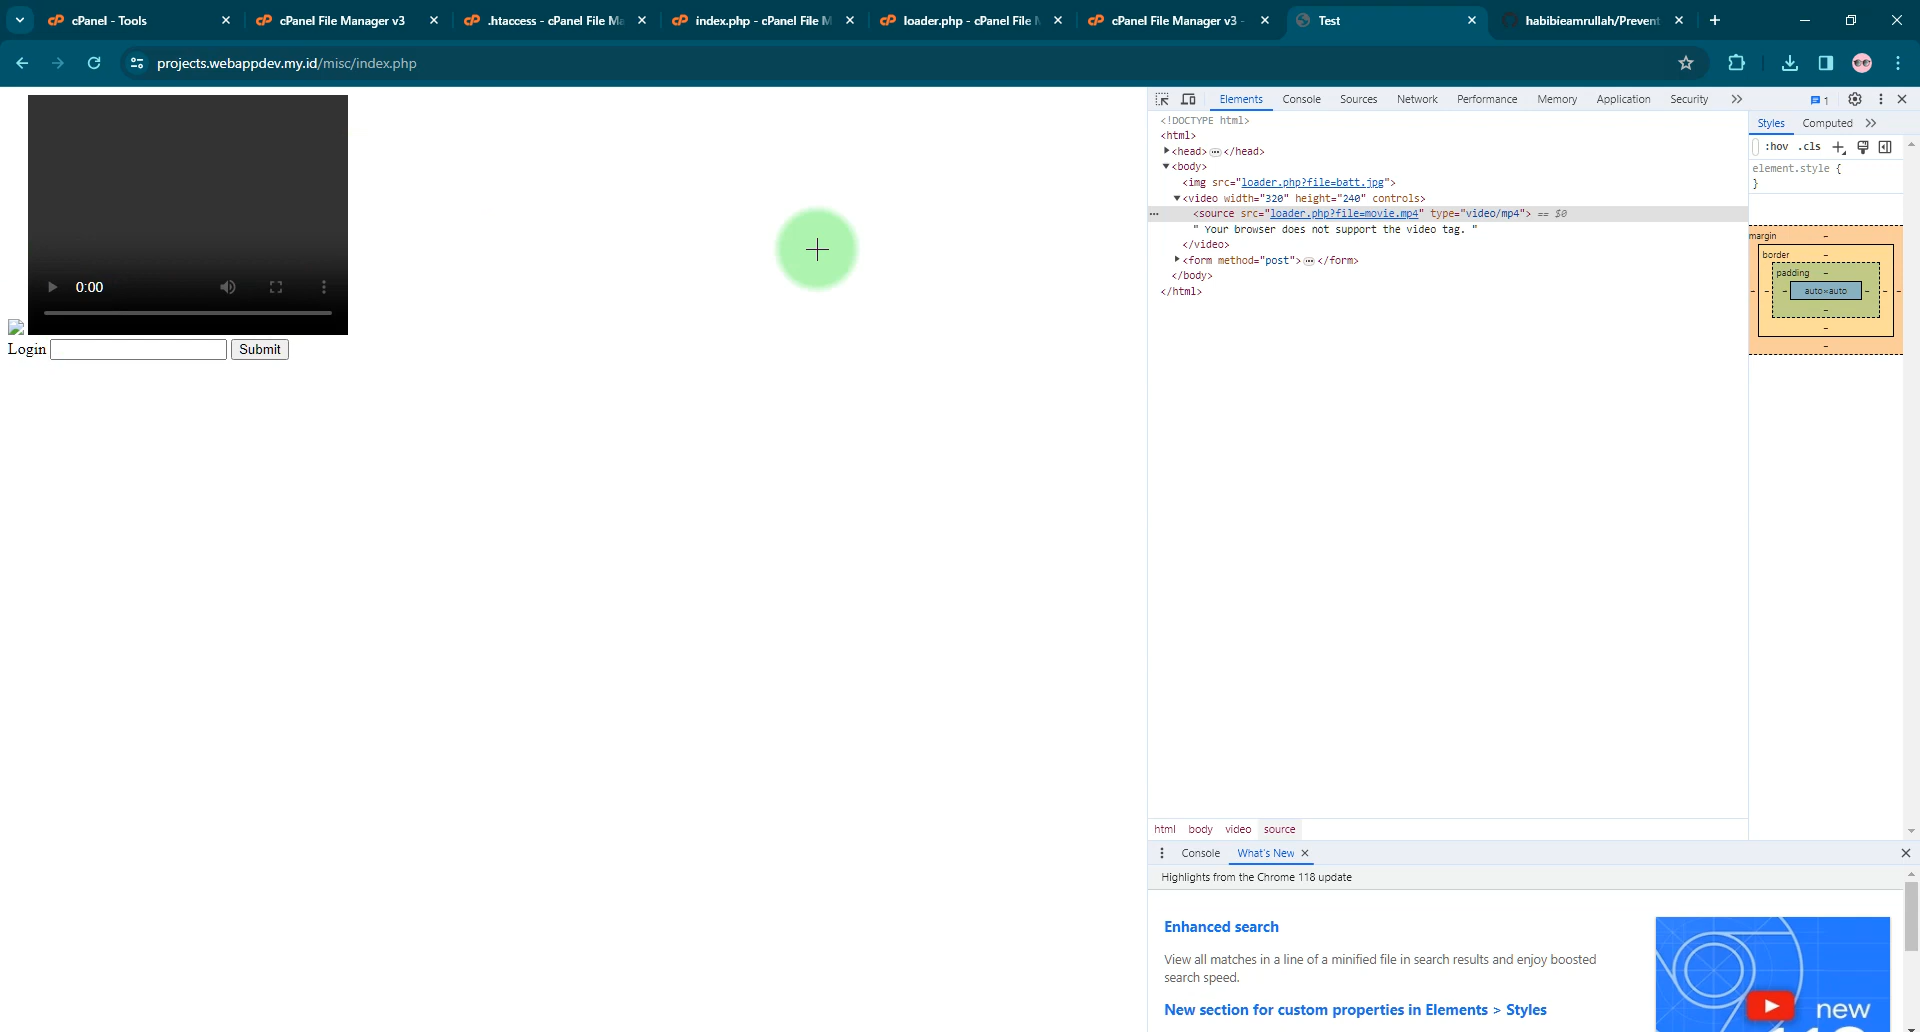 cPanel - Tools
cPanel File Manager v3
.htaccess - cPanel File Ma
index.php - cPanel File M
loader.php - cPanel File
cPanel File Manager v3 -
Test
habibieamrullah/Prevent
projects.webappdev.my.id/misc/index.php
0:00
Login
Submit
Elements
Console
Sources
Network
Performance
Memory
Application
Security
1
<!DOCTYPE html>
<html>
<head> ⋯ </head>
<body>
<img src="loader.php?file=batt.jpg">
<video width="320" height="240" controls>
<source src="loader.php?file=movie.mp4" type="video/mp4"> == $0
" Your browser does not support the video tag. "
</video>
<form method="post"> ⋯ </form>
</body>
</html>
Styles
Computed
:hov
.cls
element.style {
}
margin
border
padding
auto×auto
html
body
video
source
Console
What's New
Highlights from the Chrome 118 update
Enhanced search
View all matches in a line of a minified file in search results and enjoy boosted
search speed.
New section for custom properties in Elements > Styles
new